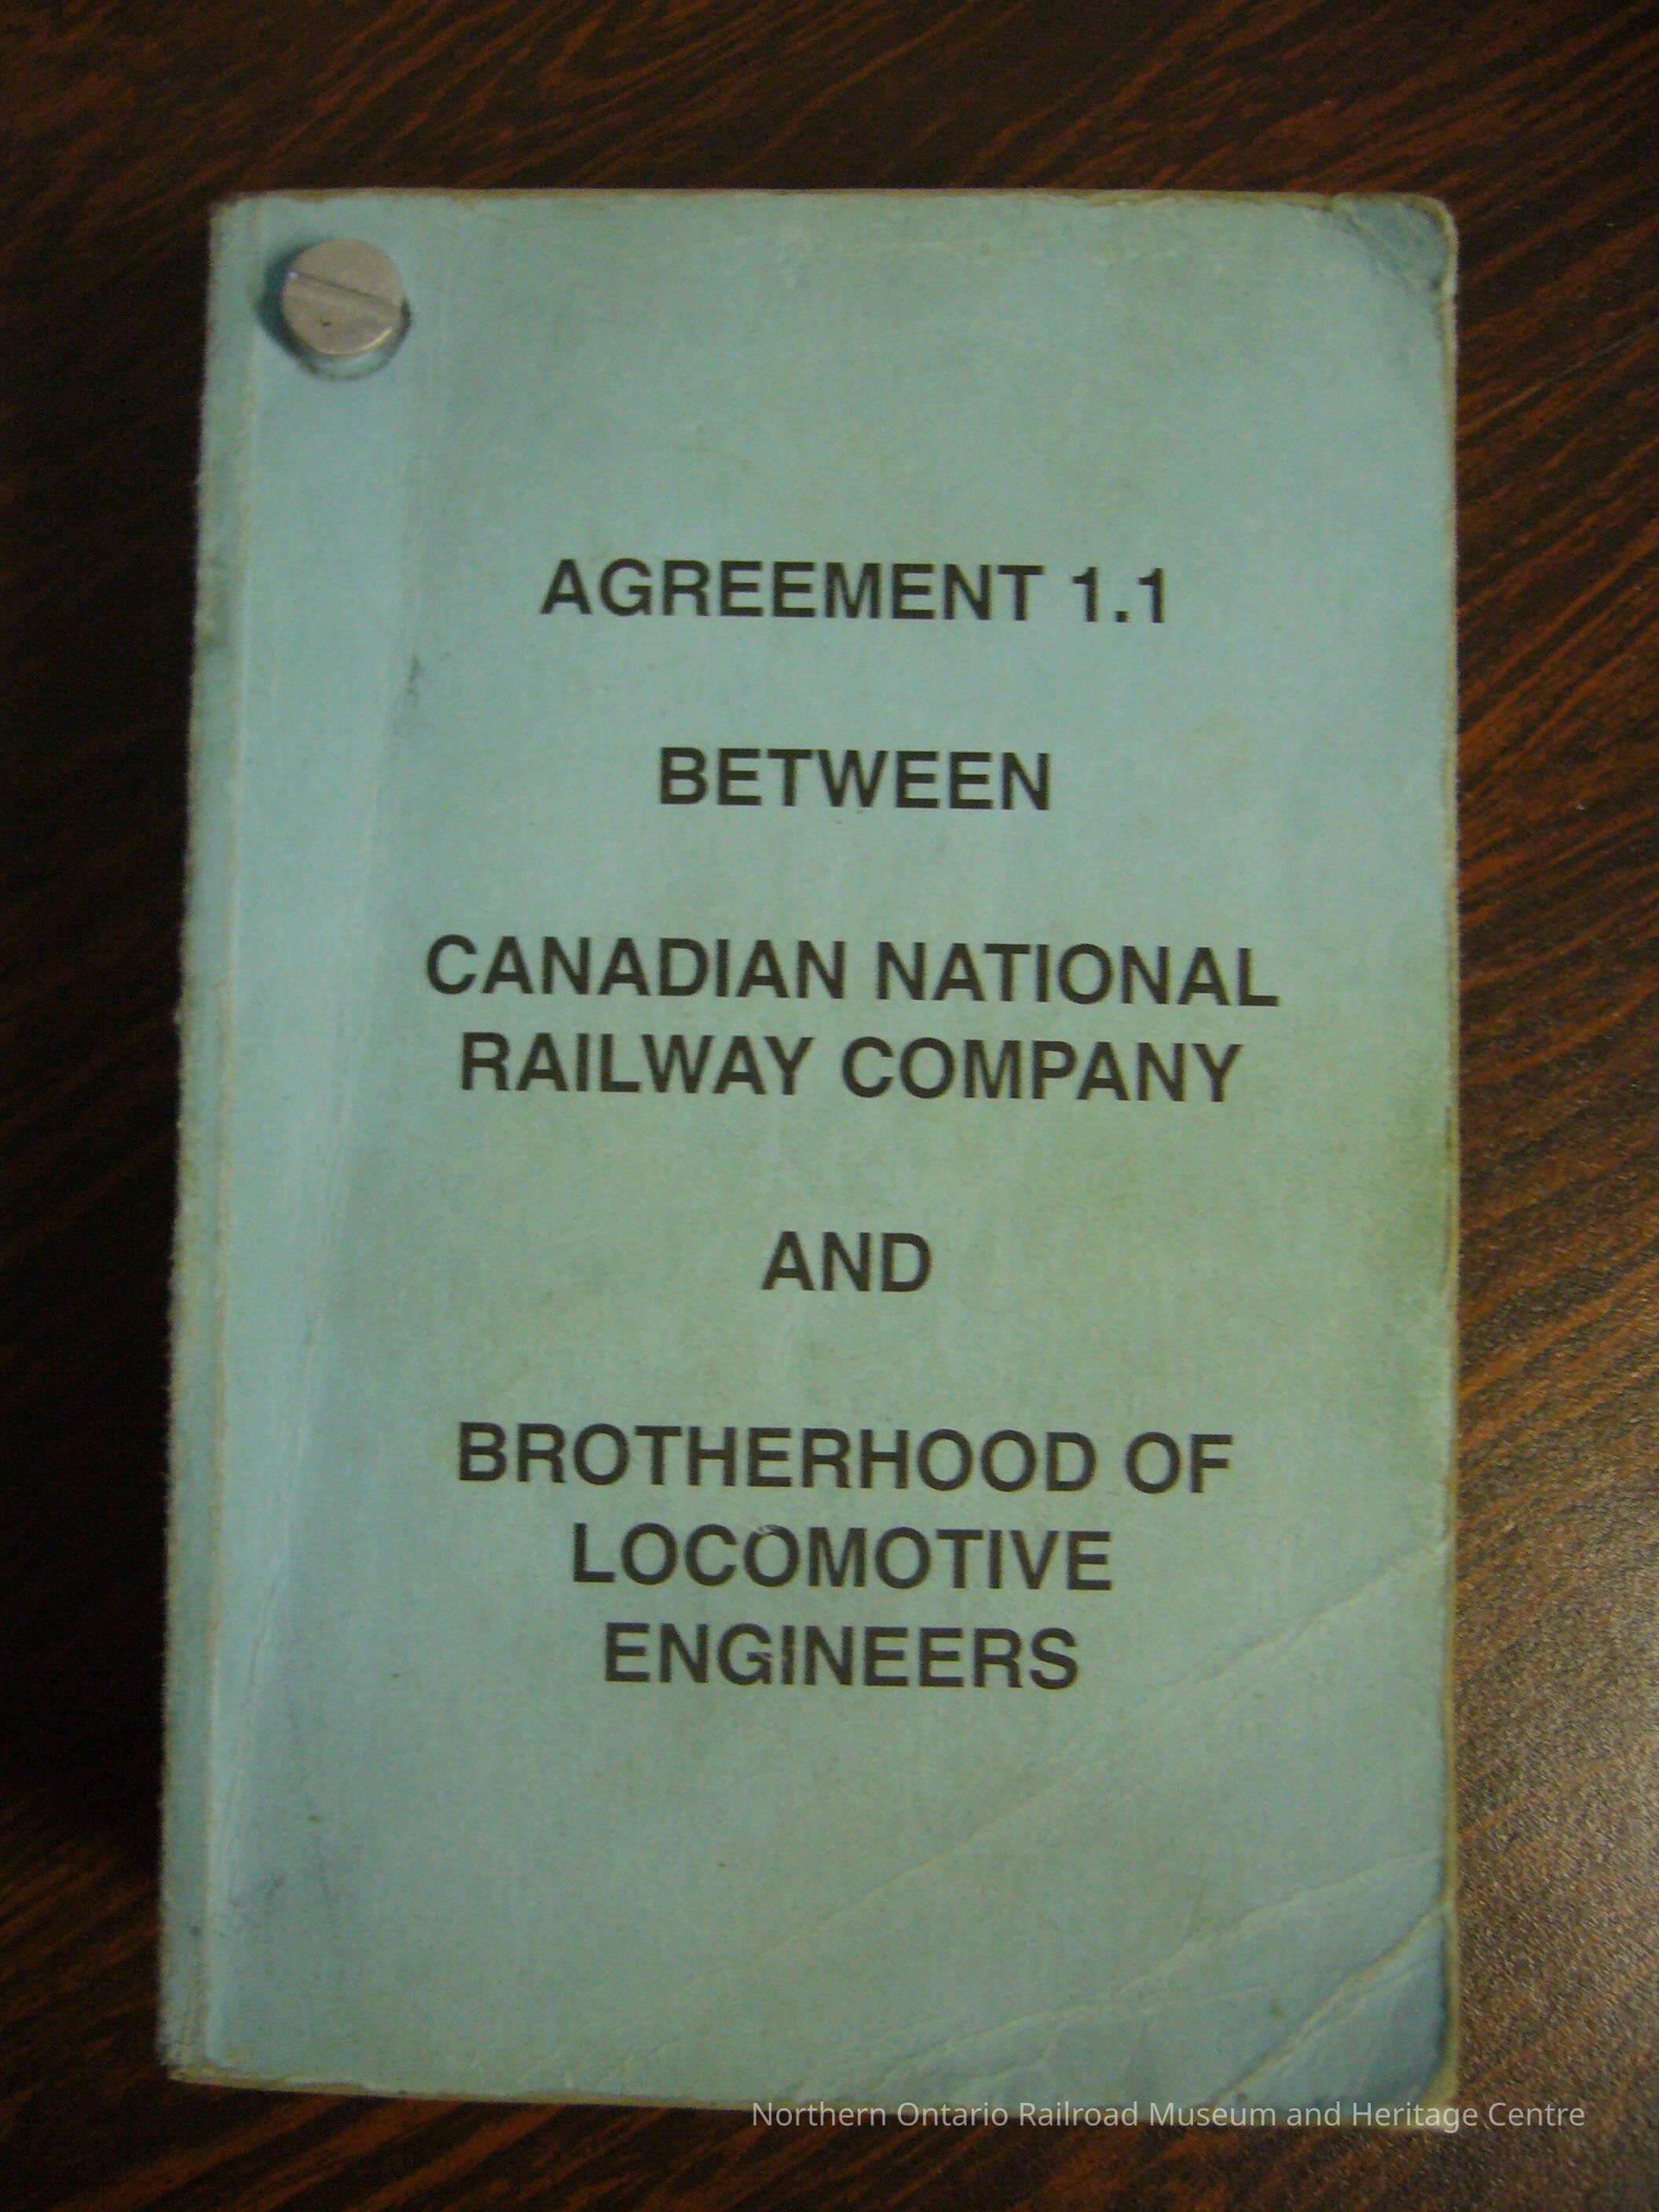 AGREEMENT 1.1
BETWEEN
CANADIAN NATIONAL
RAILWAY COMPANY
AND
BROTHERHOOD OF
LOCOMOTIVE
ENGINEERS
Northern Ontario Railroad Museum and Heritage Centre